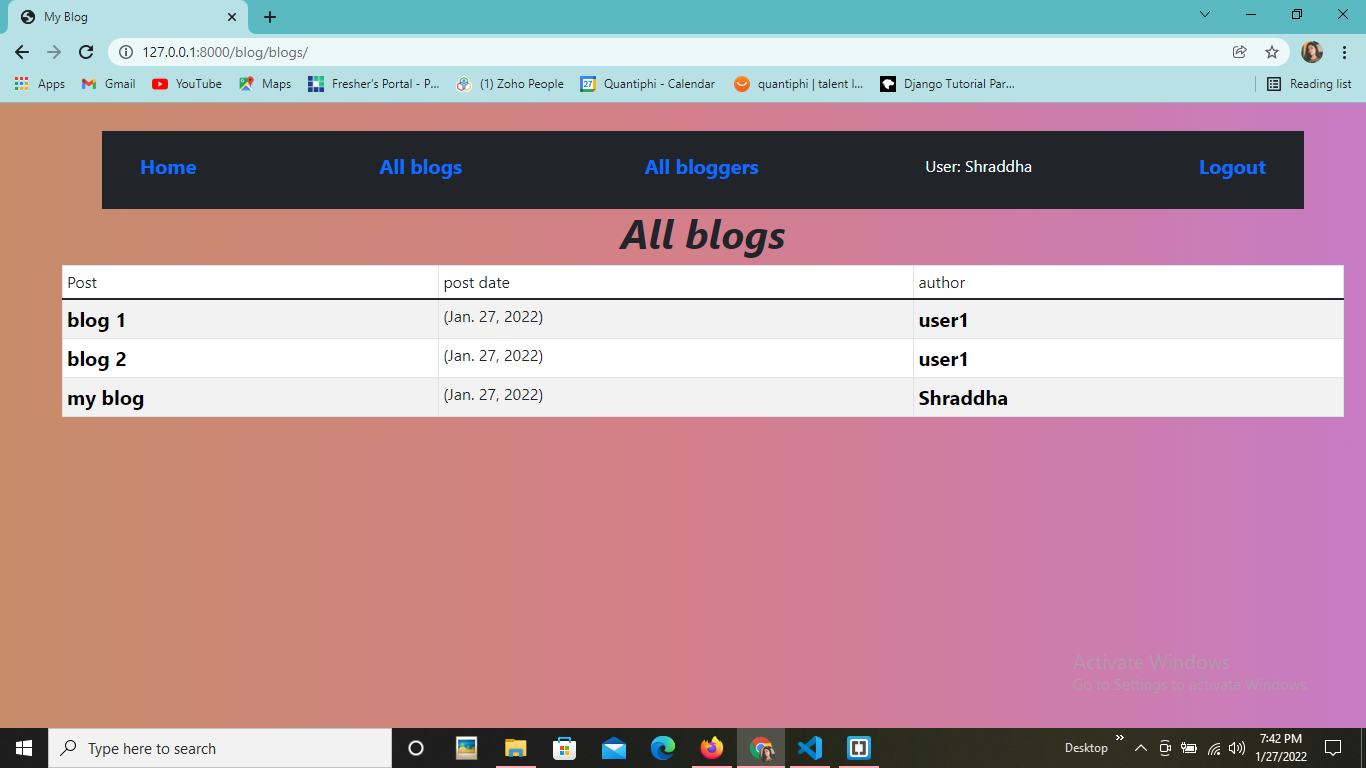 My Blog
127.0.0.1:8000/blog/blogs/
Apps Gmail YouTube Maps Fresher's Portal - P... (1) Zoho People 27 Quantiphi - Calendar quantiphi | talent l... Django Tutorial Par... Reading list
Home All blogs All bloggers User: Shraddha Logout
All blogs
Post post date author
blog 1 (Jan. 27, 2022) user1
blog 2 (Jan. 27, 2022) user1
my blog (Jan. 27, 2022) Shraddha
Activate Windows
Go to Settings to activate Windows.
Type here to search Desktop » 7:42 PM
1/27/2022